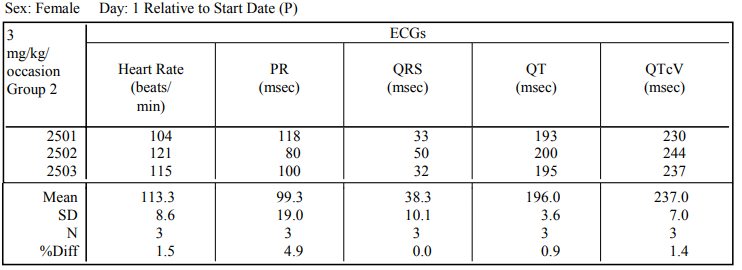 Sex: Female Day: 1 Relative to Start Date (P)
3 mg/kg/ occasion Group 2
ECGs
Heart Rate (beats/ min) PR (msec) QRS (msec) QT (msec) QTcV (msec)
2501 104 118 33 193 230
2502 121 80 50 200 244
2503 115 100 32 195 237
Mean 113.3 99.3 38.3 196.0 237.0
SD 8.6 19.0 10.1 3.6 7.0
N 3 3 3 3 3
%Diff 1.5 4.9 0.0 0.9 1.4